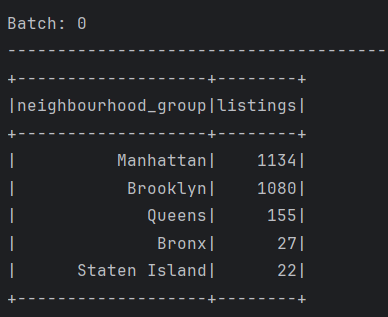 Batch: 0
-------------------------------------------
+-------------------+--------+
|neighbourhood_group|listings|
+-------------------+--------+
|          Manhattan|    1134|
|           Brooklyn|    1080|
|             Queens|     155|
|              Bronx|      27|
|      Staten Island|      22|
+-------------------+--------+